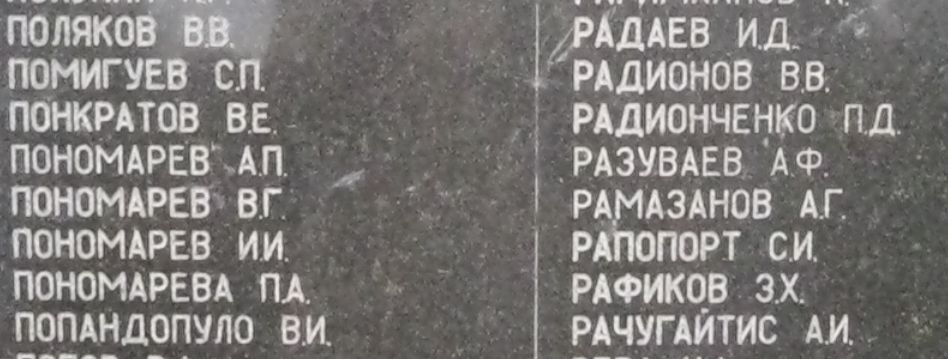 ПОЛЯКОВ В.В.
ПОМИГУЕВ С.П.
ПОНКРАТОВ В.Е.
ПОНОМАРЕВ А.П.
ПОНОМАРЕВ В.Г.
ПОНОМАРЕВ И.И.
ПОНОМАРЕВА П.А.
ПОПАНДОПУЛО В.И.
РАДАЕВ И.Д.
РАДИОНОВ В.В.
РАДИОНЧЕНКО П.Д.
РАЗУВАЕВ А.Ф.
РАМАЗАНОВ А.Г.
РАПОПОРТ С.И.
РАФИКОВ З.Х.
РАЧУГАЙТИС А.И.